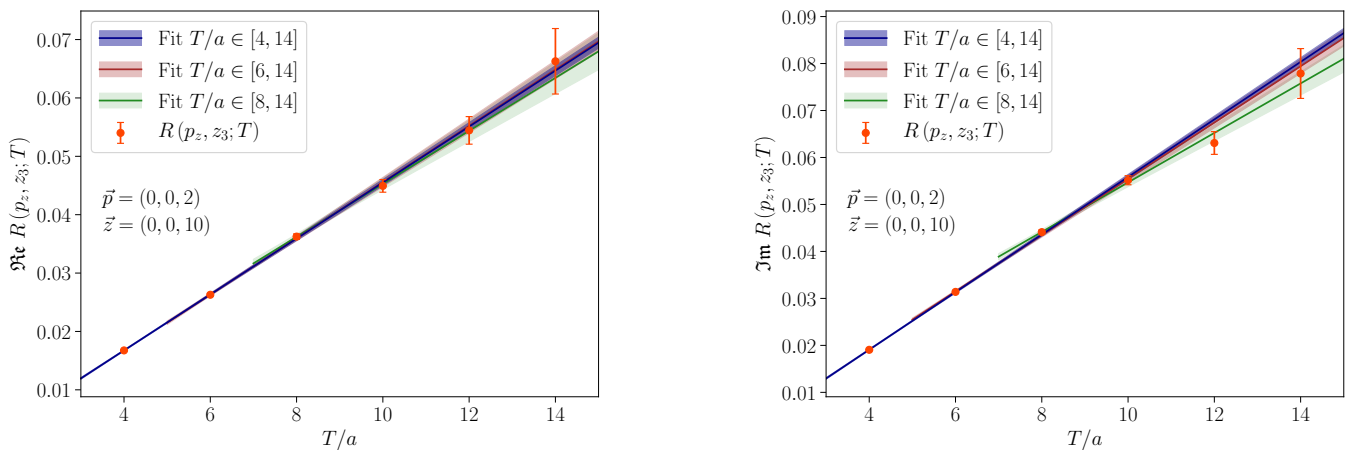 0.07
0.06
0.05
0.04
0.03
0.02
0.01
ℜ𝔢 R (p_z, z_3; T)
Fit T/a ∈ [4, 14]
Fit T/a ∈ [6, 14]
Fit T/a ∈ [8, 14]
R (p_z, z_3; T)
p⃗ = (0, 0, 2)
z⃗ = (0, 0, 10)
4 6 8 10 12 14
T/a
0.09
0.08
0.07
0.06
0.05
0.04
0.03
0.02
0.01
ℑ𝔪 R (p_z, z_3; T)
Fit T/a ∈ [4, 14]
Fit T/a ∈ [6, 14]
Fit T/a ∈ [8, 14]
R (p_z, z_3; T)
p⃗ = (0, 0, 2)
z⃗ = (0, 0, 10)
4 6 8 10 12 14
T/a